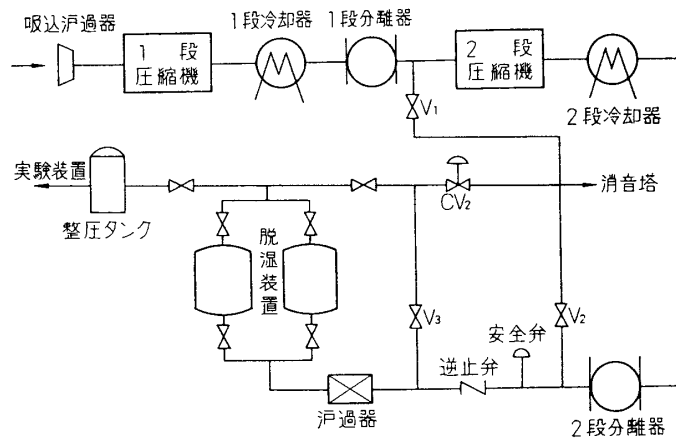 吸込沪過器
1段冷却器
1段分離器
1段
圧縮機
2段
圧縮機
2段冷却器
V₁
実験装置
整圧タンク
CV₂
消音塔
脱湿装置
V₃
V₂
安全弁
逆止弁
沪過器
2段分離器